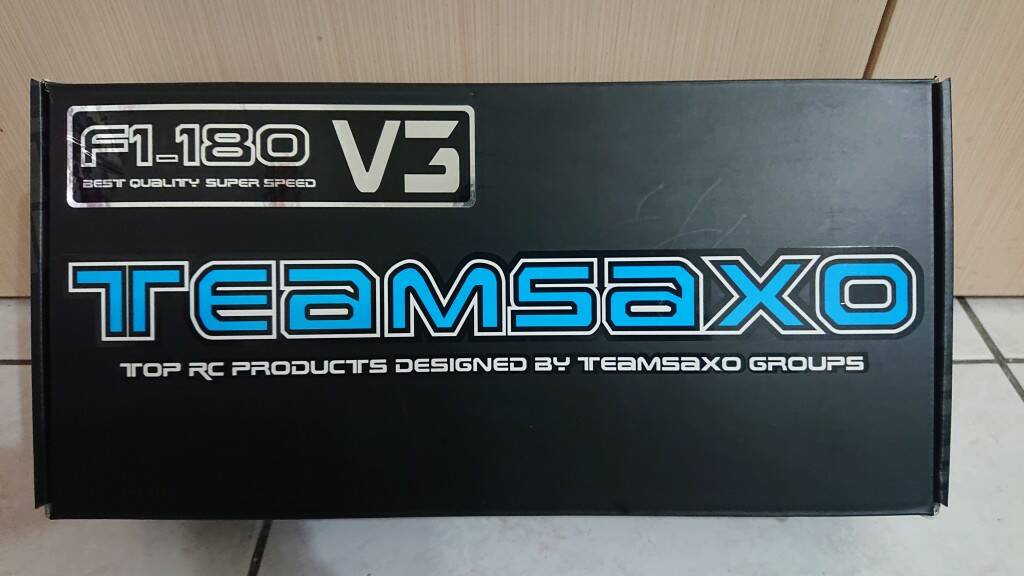 F1-180 V3
BEST QUALITY SUPER SPEED
TEAMSAXO
TOP RC PRODUCTS DESIGNED BY TEAMSAXO GROUPS